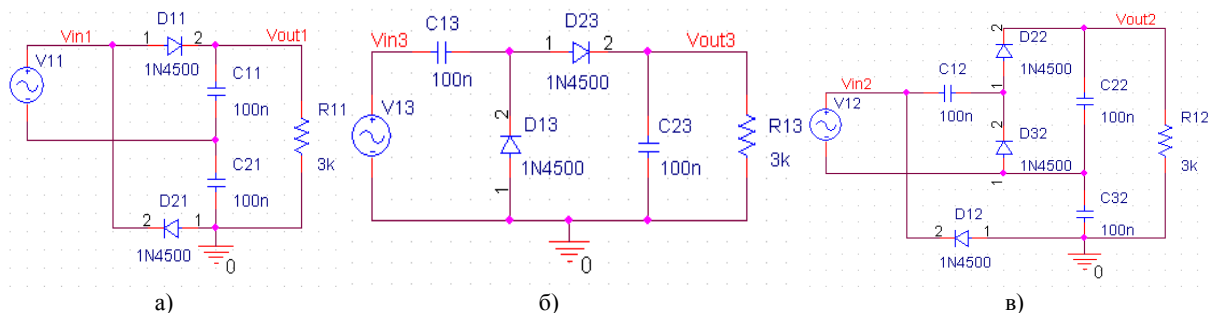 Vin1
D11
1 2
Vout1
1N4500
V11
C11
100n
R11
3k
C21
100n
D21
2 1
1N4500
0
а)
Vin3
C13
100n
D23
1 2
1N4500
Vout3
V13
2
D13
1N4500
1
C23
100n
R13
3k
0
б)
Vout2
2
D22
1N4500
Vin2
C12
100n
1
V12
2
D32
1N4500
1
C22
100n
R12
3k
C32
100n
D12
2 1
1N4500
0
в)